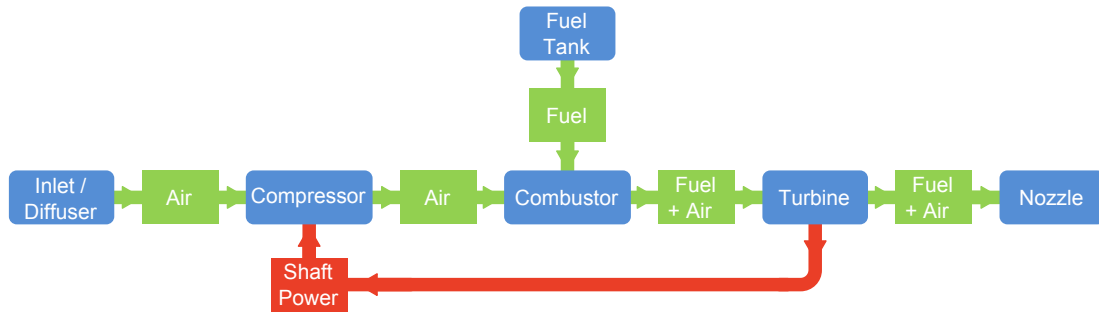 Fuel
Tank
Fuel
Inlet /
Diffuser
Air
Compressor
Air
Combustor
Fuel
+ Air
Turbine
Fuel
+ Air
Nozzle
Shaft
Power